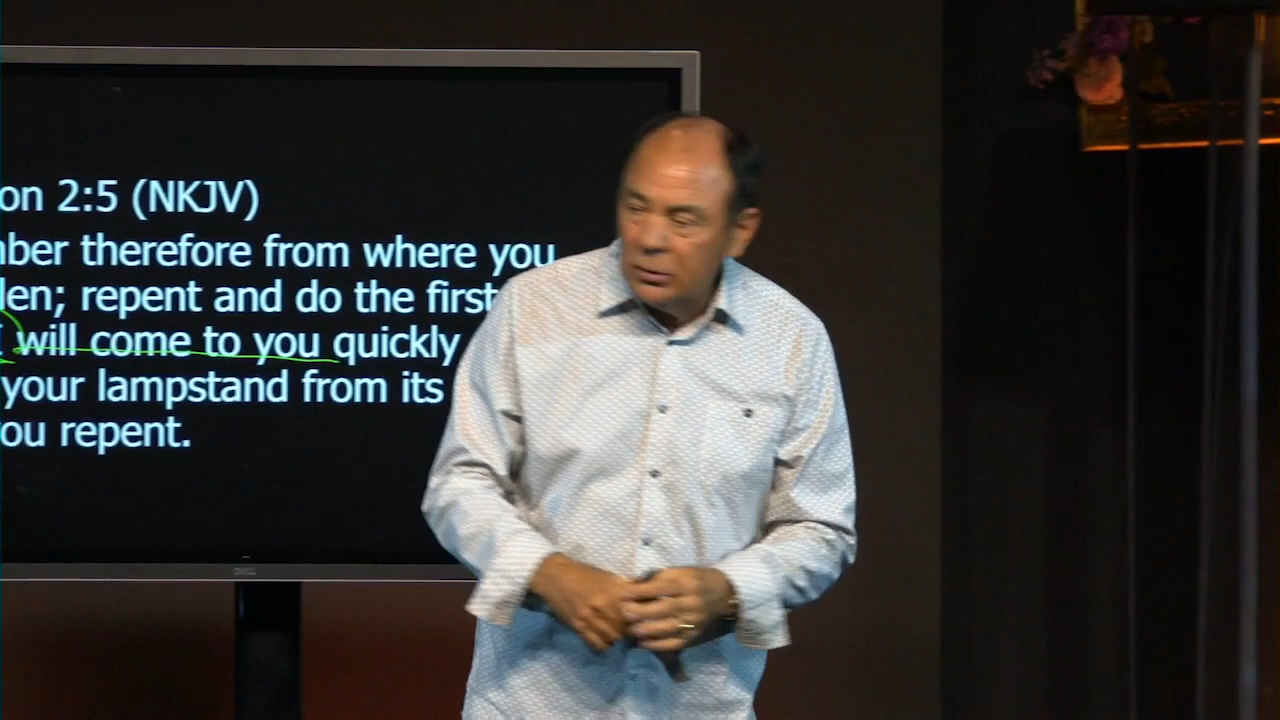 on 2:5 (NKJV)
ber therefore from where you
len; repent and do the first
I will come to you quickly
your lampstand from its
ou repent.